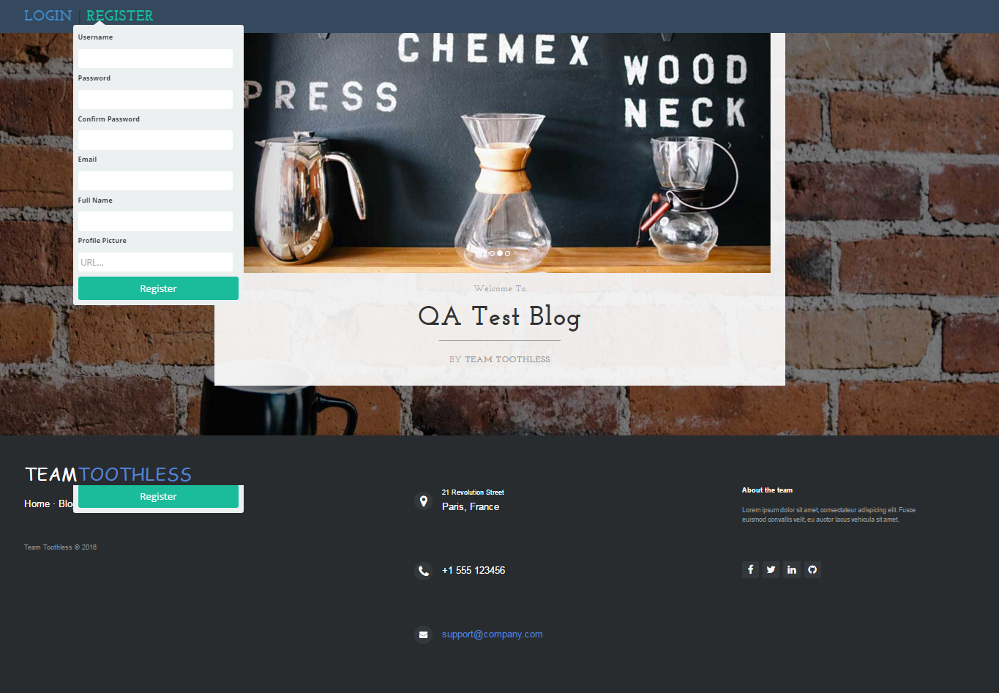 LOGIN | REGISTER
Username
Password
Confirm Password
Email
Full Name
Profile Picture
URL...
Register
CHEMEX
PRESS
WOOD
NECK
Welcome To
QA Test Blog
BY TEAM TOOTHLESS
TEAMTOOTHLESS
Register
Home · Blog
Team Toothless © 2016
21 Revolution Street
Paris, France
+1 555 123456
support@company.com
About the team
Lorem ipsum dolor sit amet, consectateur adispicing elit. Fusce
euismod convallis velit, eu auctor lacus vehicula sit amet.